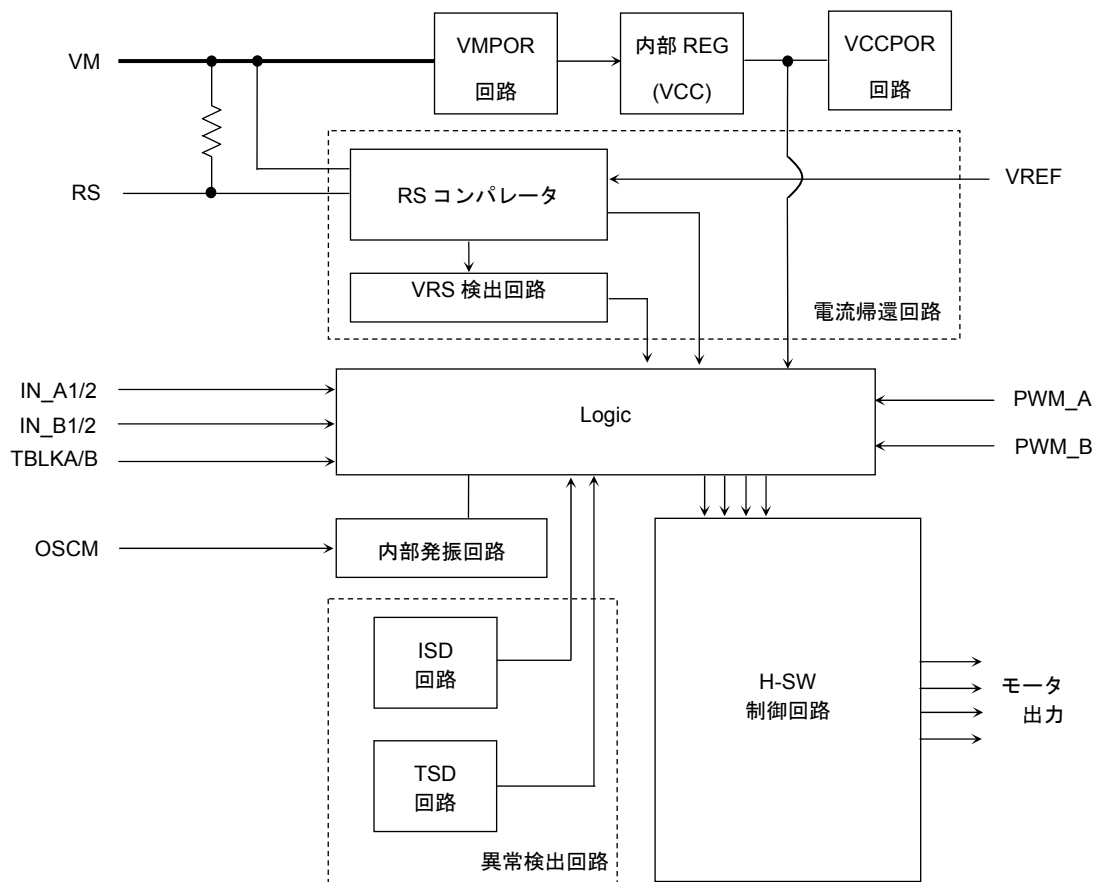 VM
VMPOR
回路
内部 REG
(VCC)
VCCPOR
回路
RS
RS コンパレータ
VREF
VRS 検出回路
電流帰還回路
IN_A1/2
IN_B1/2
TBLKA/B
Logic
PWM_A
PWM_B
OSCM
内部発振回路
ISD
回路
TSD
回路
異常検出回路
H-SW
制御回路
モータ
出力